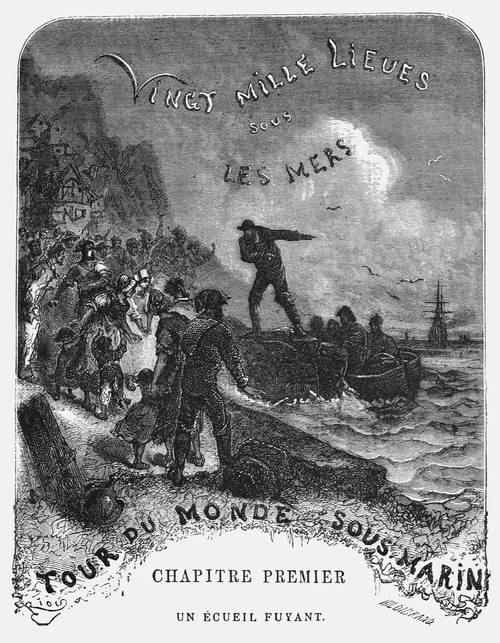 VINGT MILLE LIEUES
SOUS
LES MERS
TOUR DU MONDE SOUS-MARIN
CHAPITRE PREMIER
UN ÉCUEIL FUYANT.